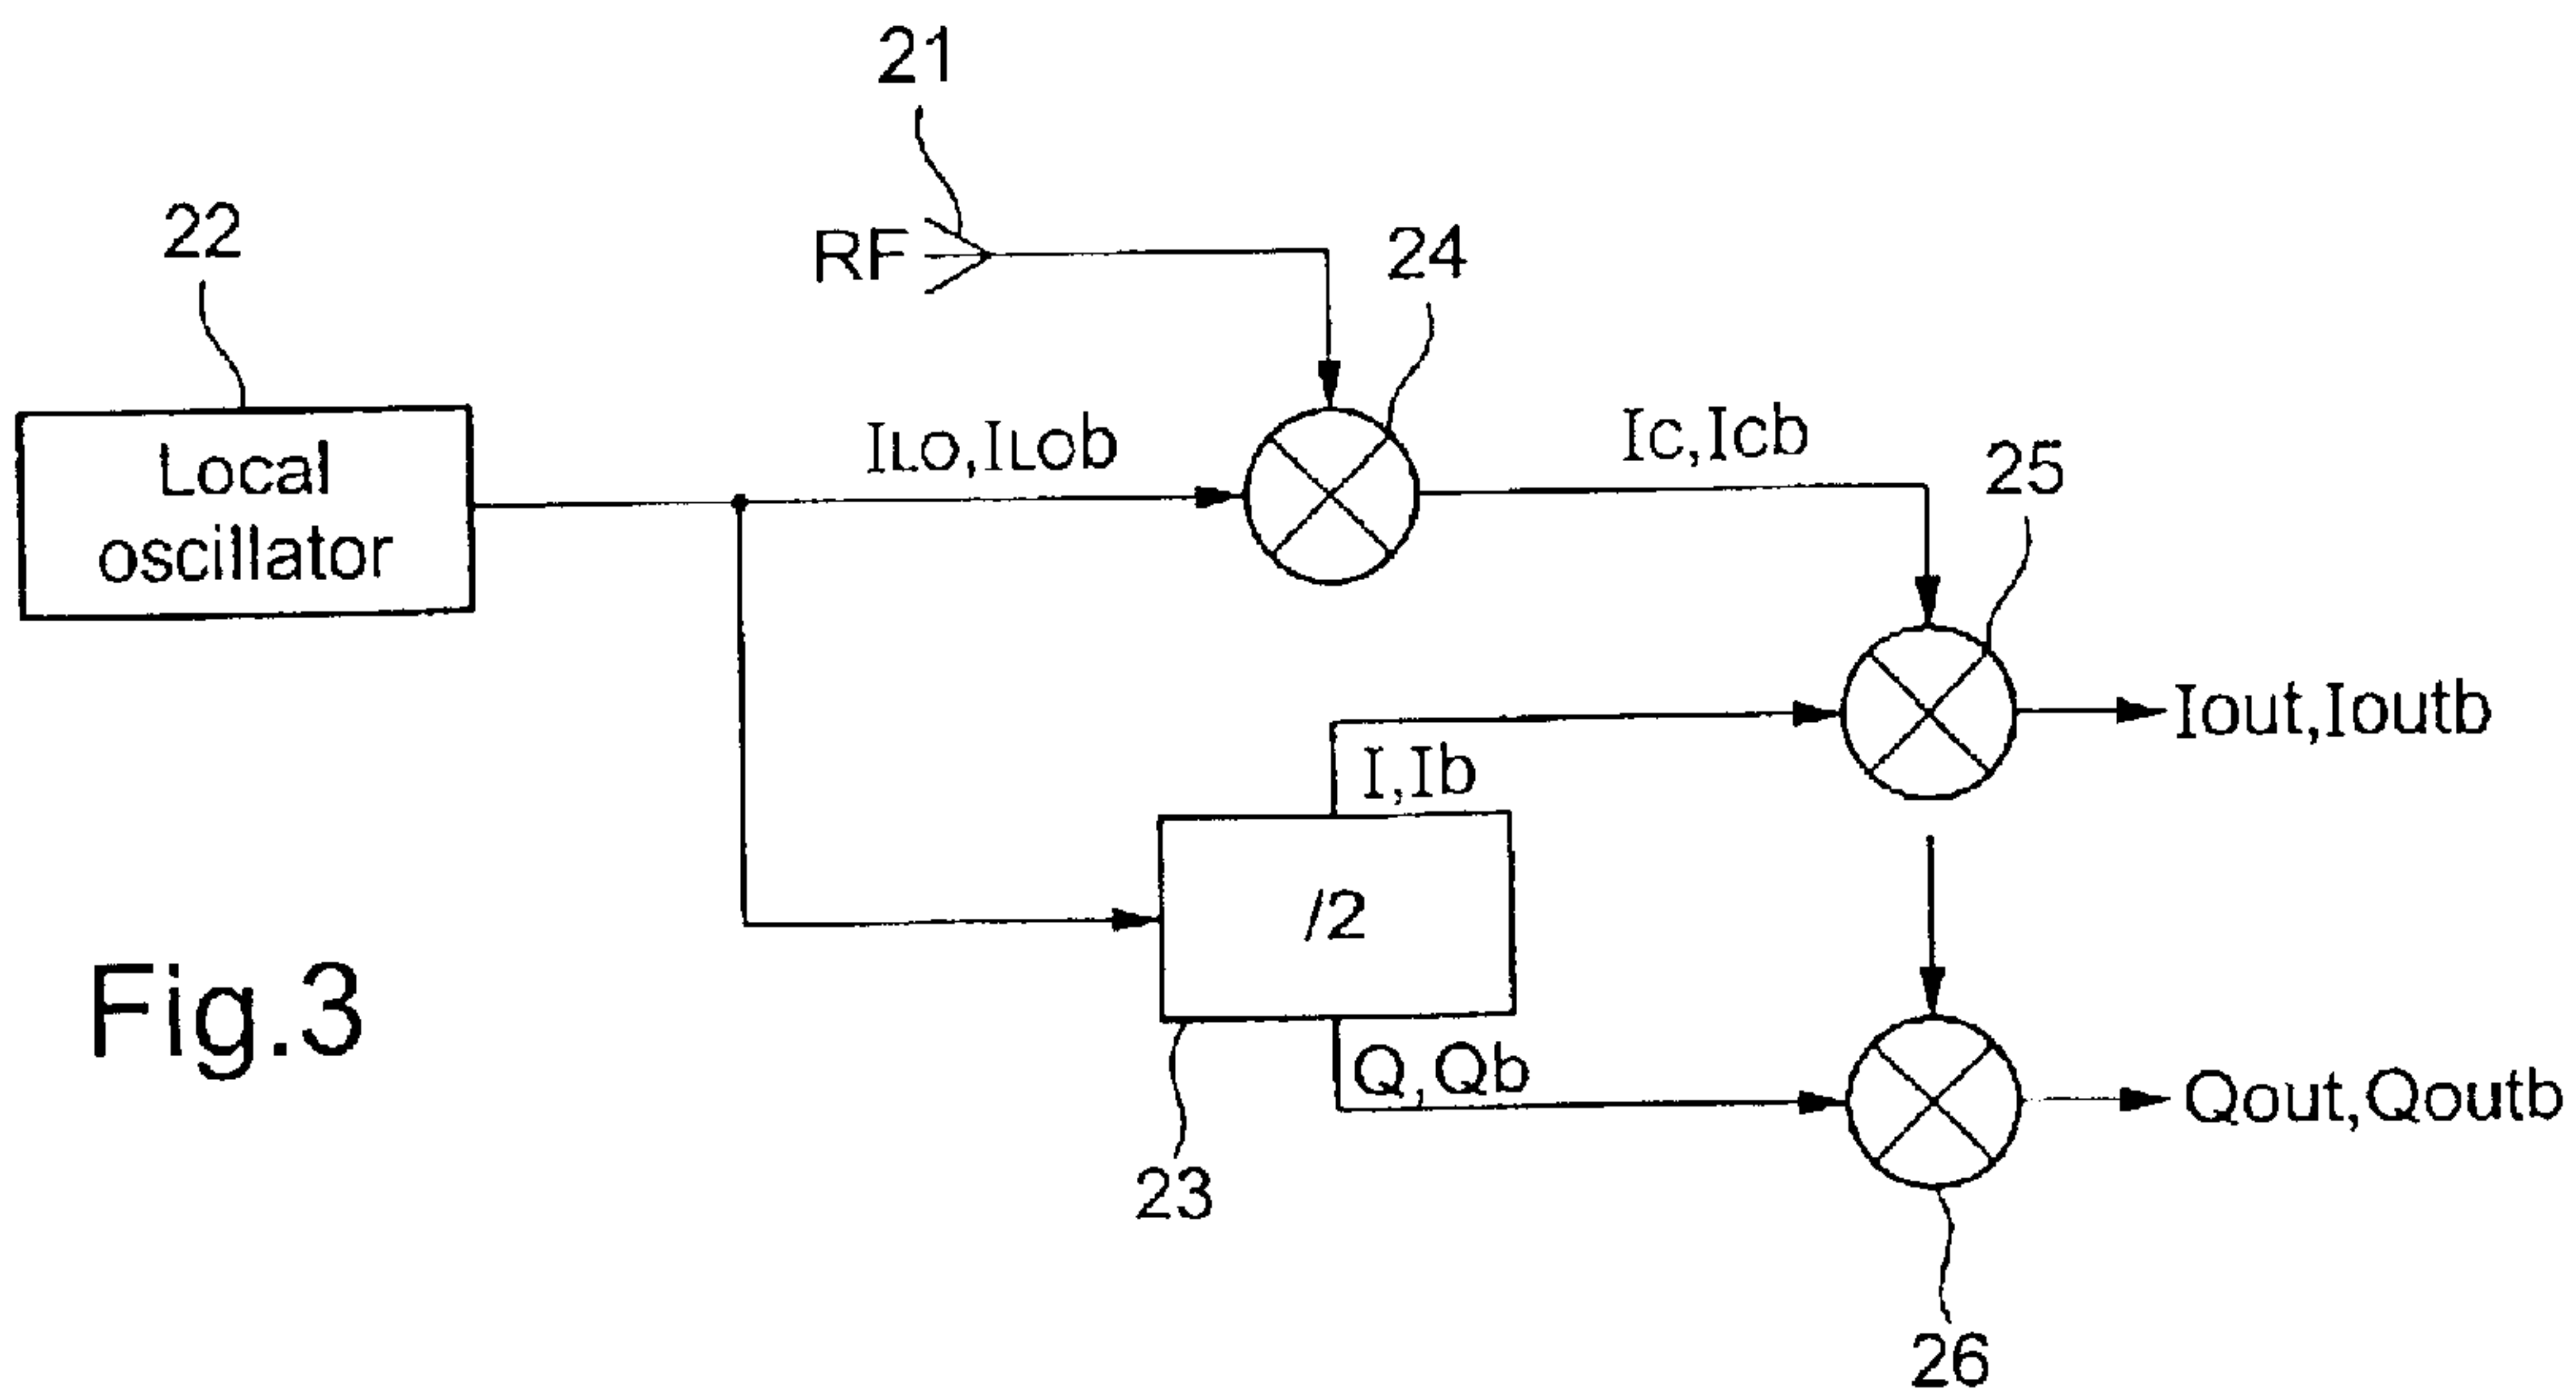 21
22
RF
24
Local
oscillator
ILO,ILOb
Ic,Icb
25
I,Ib
Iout,Ioutb
/2
Fig.3
Q,Qb
Qout,Qoutb
23
26